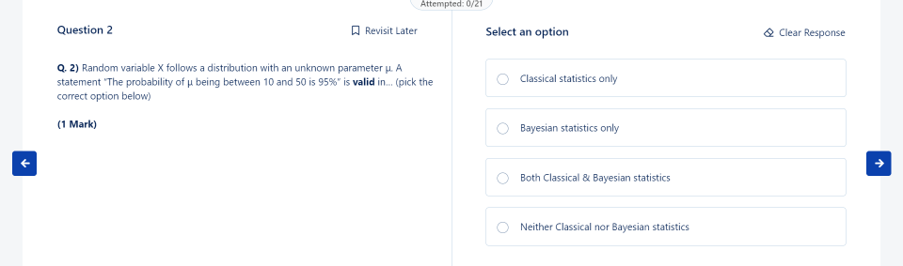 Attempted: 0/21
Question 2
Revisit Later
Q. 2) Random variable X follows a distribution with an unknown parameter μ. A
statement "The probability of μ being between 10 and 50 is 95%" is valid in... (pick the
correct option below)
(1 Mark)
Select an option
Clear Response
Classical statistics only
Bayesian statistics only
Both Classical & Bayesian statistics
Neither Classical nor Bayesian statistics